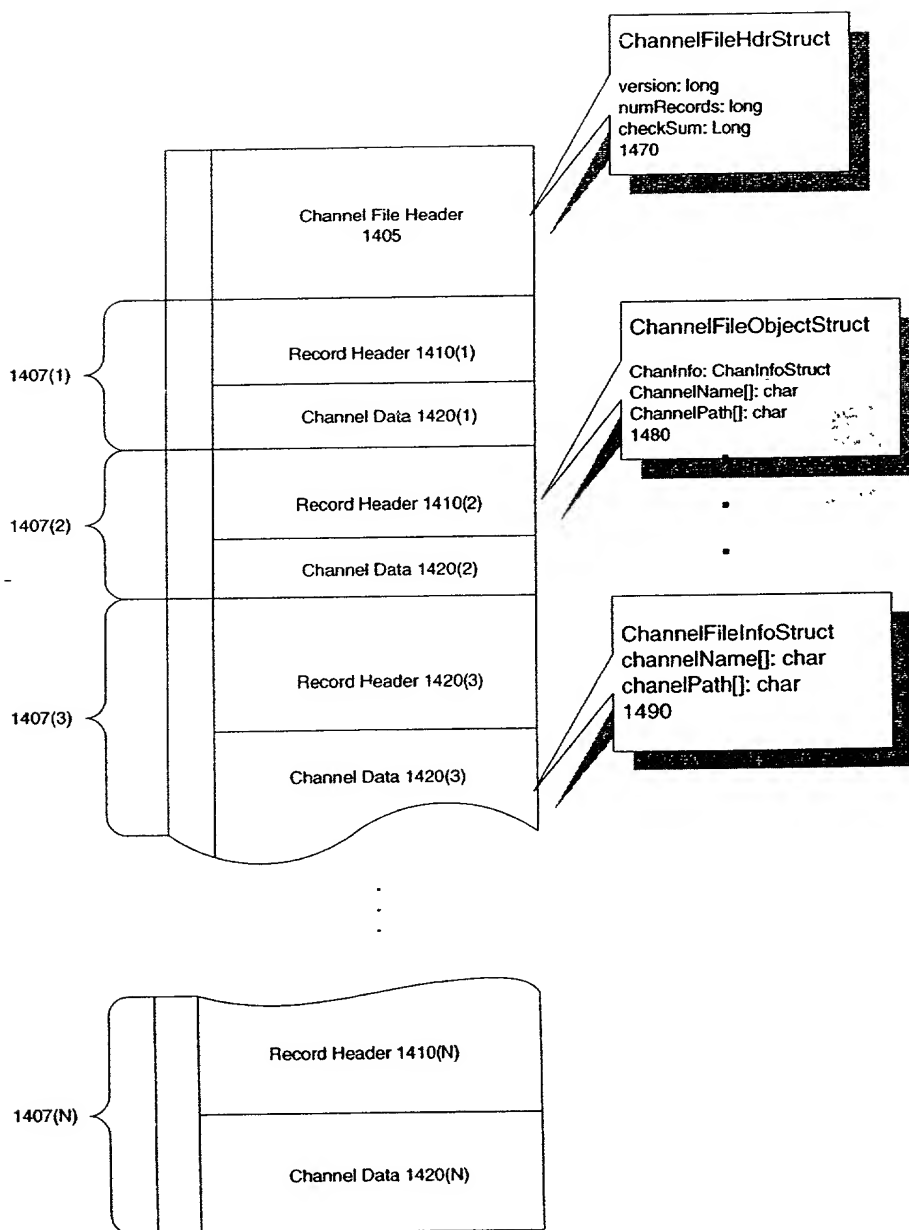 ChannelFileHdrStruct
version: long
numRecords: long
checkSum: Long
1470
Channel File Header
1405
1407(1)
Record Header 1410(1)
Channel Data 1420(1)
ChannelFileObjectStruct
ChanInfo: ChanInfoStruct
ChannelName[]: char
ChannelPath[]: char
1480
1407(2)
Record Header 1410(2)
Channel Data 1420(2)
ChannelFileInfoStruct
channelName[]: char
chanelPath[]: char
1490
1407(3)
Record Header 1420(3)
Channel Data 1420(3)
1407(N)
Record Header 1410(N)
Channel Data 1420(N)